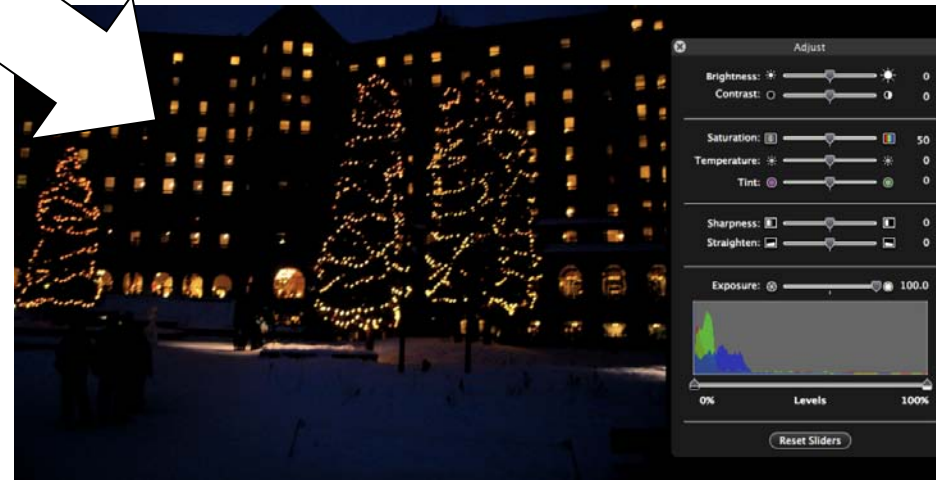 Adjust
Brightness: 0
Contrast: 0
Saturation: 50
Temperature: 0
Tint: 0
Sharpness: 0
Straighten: 0
Exposure: 100.0
0% Levels 100%
Reset Sliders